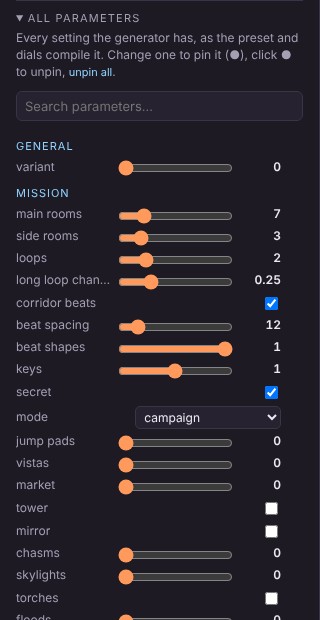 ▼ ALL PARAMETERS
Every setting the generator has, as the preset and
dials compile it. Change one to pin it (●), click ●
to unpin, unpin all.
Search parameters...
GENERAL
variant 0
MISSION
main rooms 7
side rooms 3
loops 2
long loop chan... 0.25
corridor beats
beat spacing 12
beat shapes 1
keys 1
secret
mode campaign
jump pads 0
vistas 0
market 0
tower
mirror
chasms 0
skylights 0
torches
floods 0